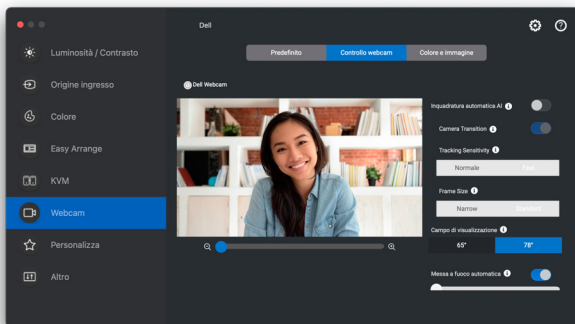 Dell
Luminosità / Contrasto
Origine ingresso
Colore
Easy Arrange
KVM
Webcam
Personalizza
Altro
Predefinito
Controllo webcam
Colore e immagine
Dell Webcam
Inquadratura automatica AI
Camera Transition
Tracking Sensitivity
Normale
Fast
Frame Size
Narrow
Standard
Campo di visualizzazione
65°
78°
Messa a fuoco automatica